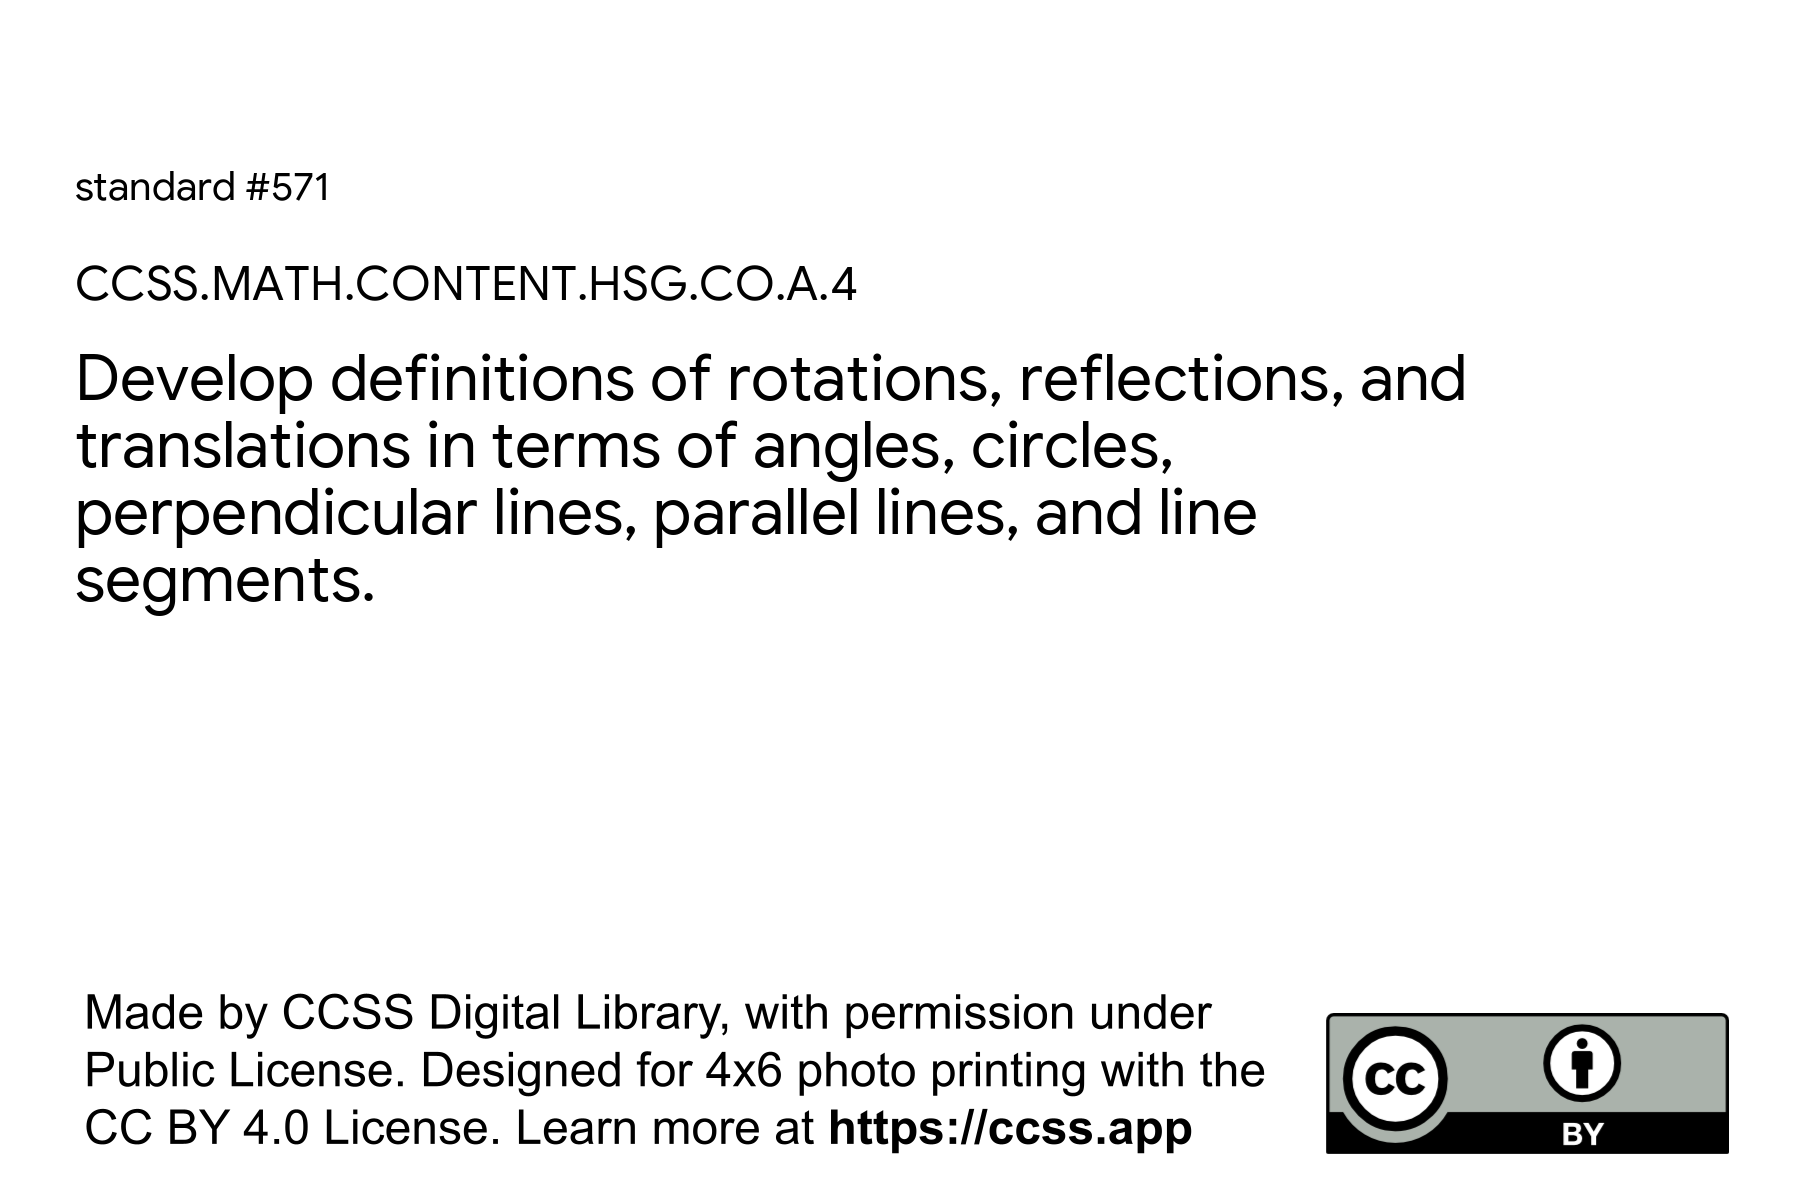 standard #571
CCSS.MATH.CONTENT.HSG.CO.A.4
Develop definitions of rotations, reflections, and
translations in terms of angles, circles,
perpendicular lines, parallel lines, and line
segments.
Made by CCSS Digital Library, with permission under
Public License. Designed for 4x6 photo printing with the
CC BY 4.0 License. Learn more at https://ccss.app
CC
BY